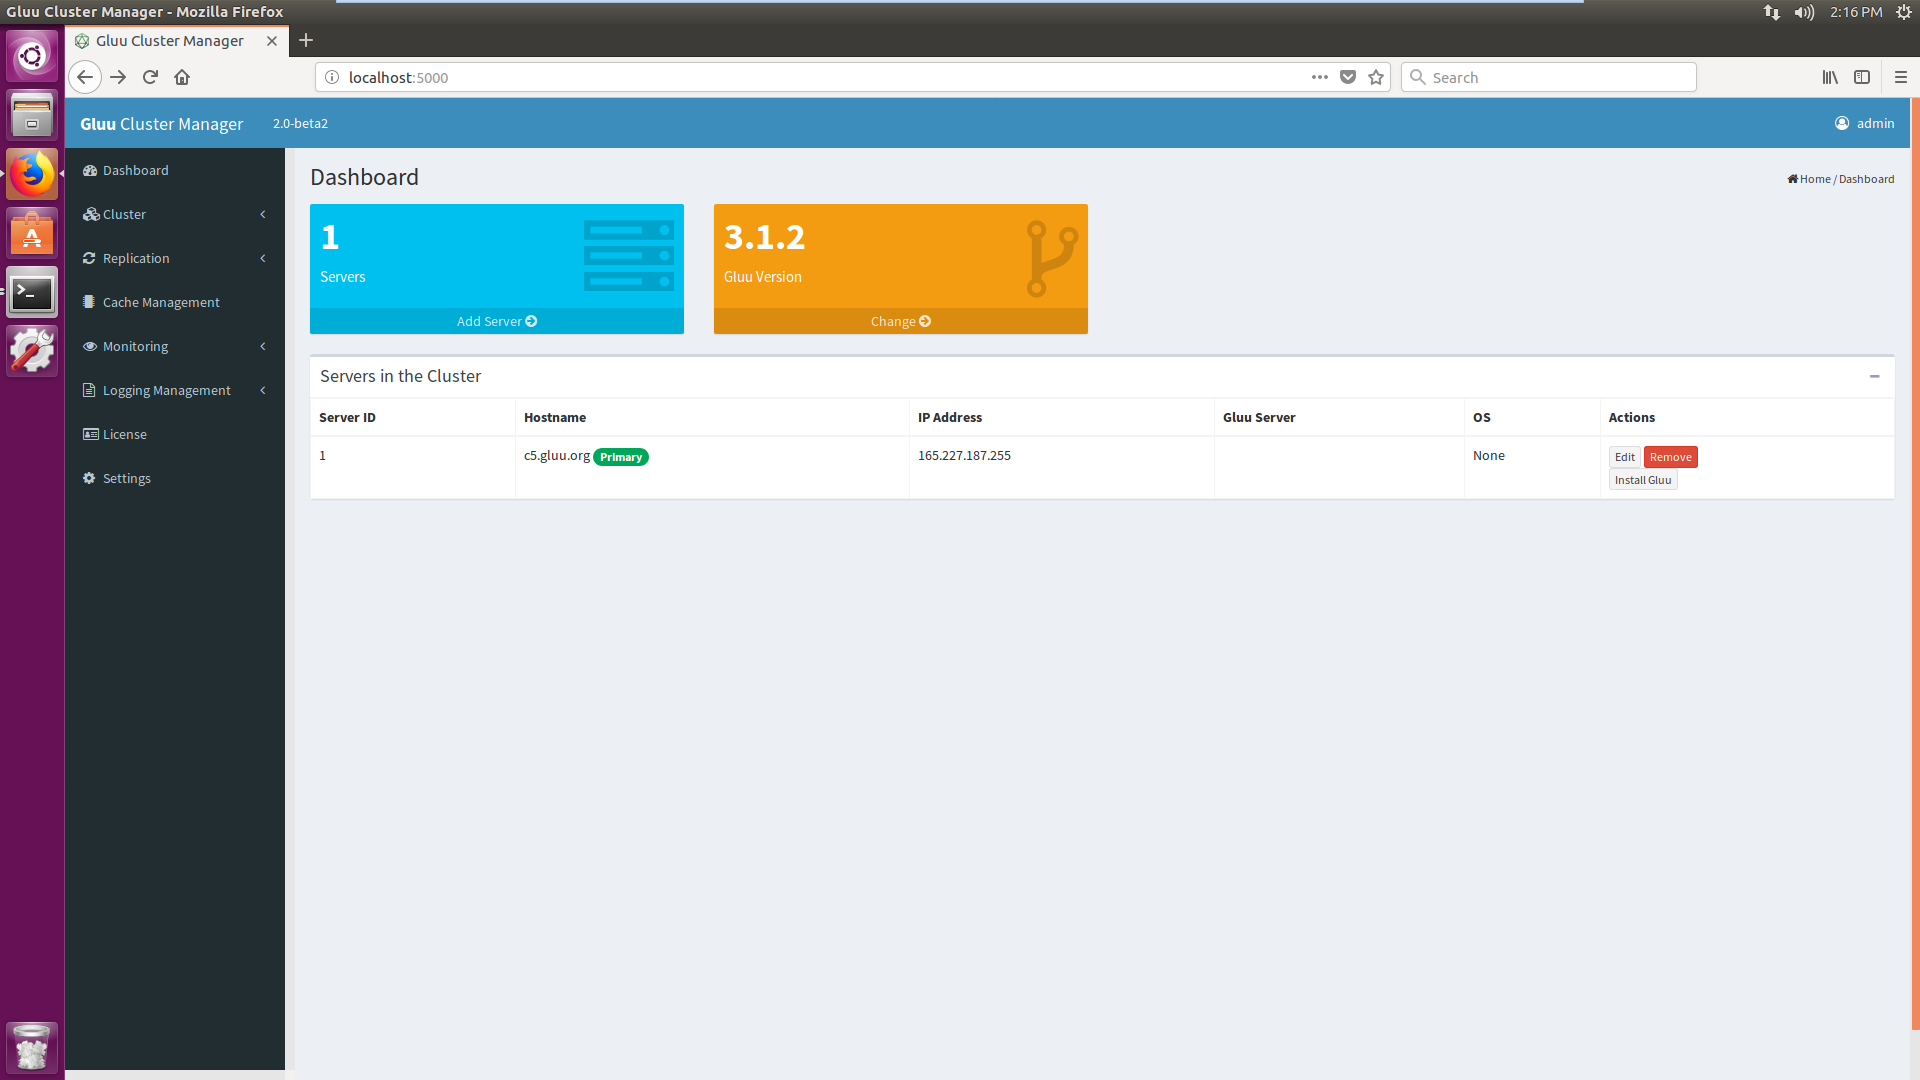 Gluu Cluster Manager - Mozilla Firefox
2:16 PM
Gluu Cluster Manager
localhost:5000
Search
Gluu Cluster Manager
2.0-beta2
admin
Dashboard
Cluster
Replication
Cache Management
Monitoring
Logging Management
License
Settings
Dashboard
Home / Dashboard
1
Servers
Add Server
3.1.2
Gluu Version
Change
Servers in the Cluster
Server ID Hostname IP Address Gluu Server OS Actions
1 c5.gluu.org Primary 165.227.187.255 None Edit Remove
Install Gluu